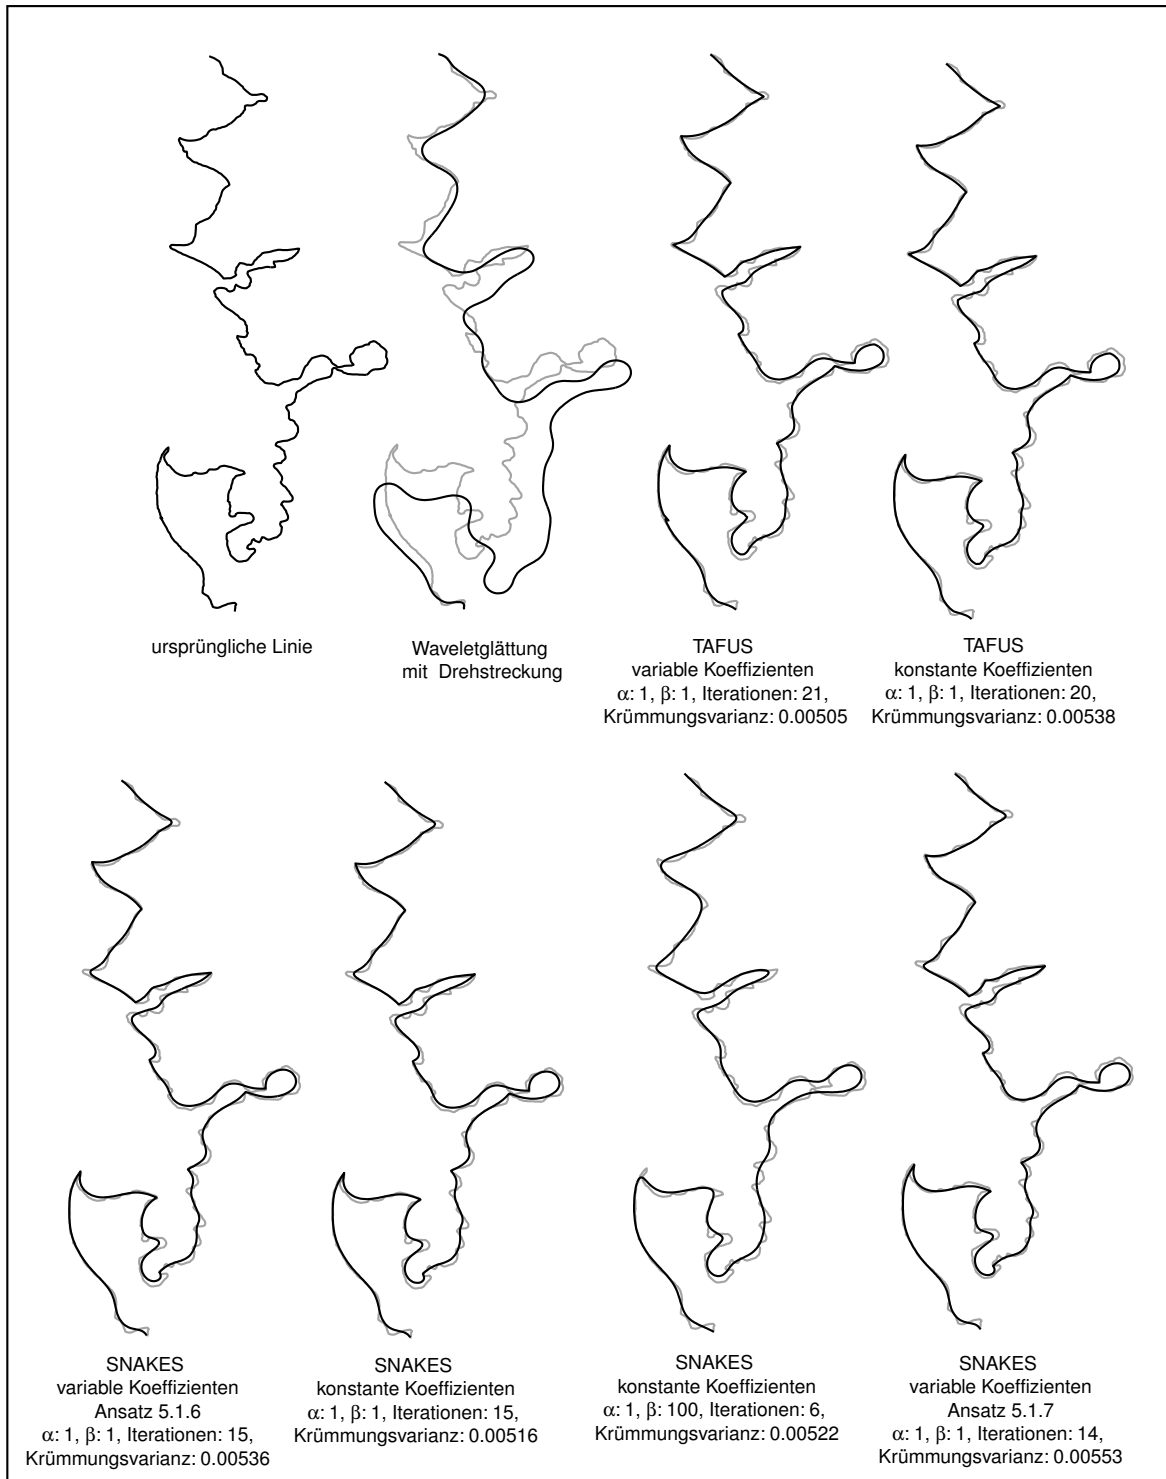 ursprüngliche Linie
Waveletglättung
mit Drehstreckung
TAFUS
variable Koeffizienten
α: 1, β: 1, Iterationen: 21,
Krümmungsvarianz: 0.00505
TAFUS
konstante Koeffizienten
α: 1, β: 1, Iterationen: 20,
Krümmungsvarianz: 0.00538
SNAKES
variable Koeffizienten
Ansatz 5.1.6
α: 1, β: 1, Iterationen: 15,
Krümmungsvarianz: 0.00536
SNAKES
konstante Koeffizienten
α: 1, β: 1, Iterationen: 15,
Krümmungsvarianz: 0.00516
SNAKES
konstante Koeffizienten
α: 1, β: 100, Iterationen: 6,
Krümmungsvarianz: 0.00522
SNAKES
variable Koeffizienten
Ansatz 5.1.7
α: 1, β: 1, Iterationen: 14,
Krümmungsvarianz: 0.00553